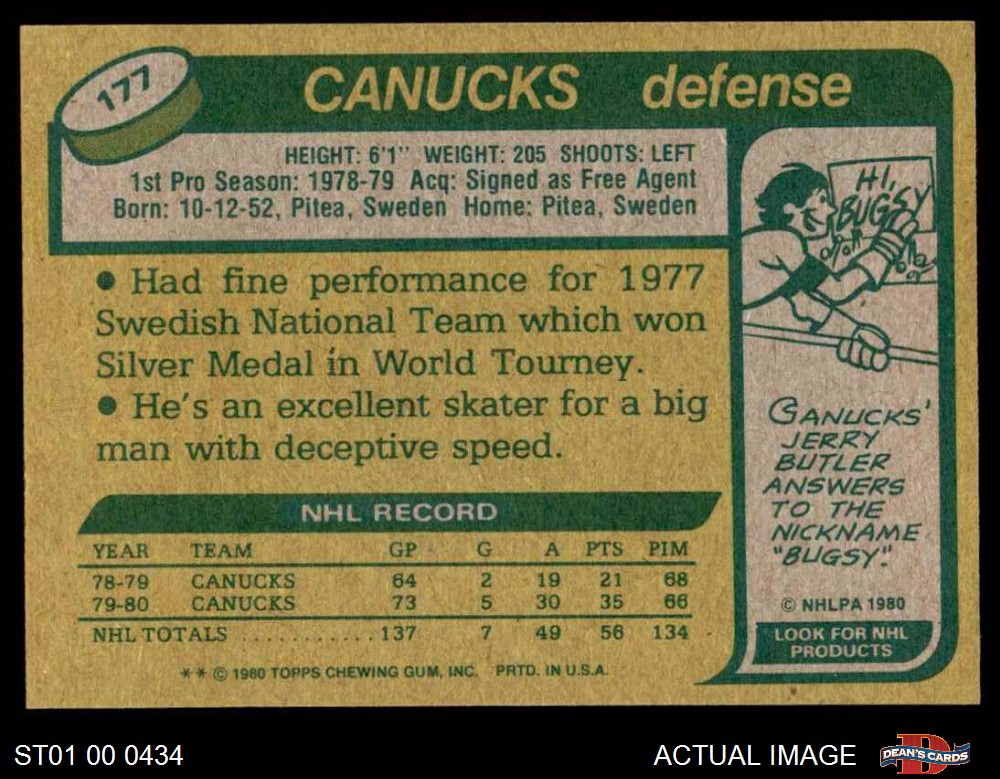 177
CANUCKS defense
HEIGHT: 6'1" WEIGHT: 205 SHOOTS: LEFT
1st Pro Season: 1978-79 Acq: Signed as Free Agent
Born: 10-12-52, Pitea, Sweden Home: Pitea, Sweden
● Had fine performance for 1977
Swedish National Team which won
Silver Medal in World Tourney.
● He's an excellent skater for a big
man with deceptive speed.
NHL RECORD
YEAR TEAM GP G A PTS PIM
78-79 CANUCKS 64 2 19 21 68
79-80 CANUCKS 73 5 30 35 66
NHL TOTALS ............ 137 7 49 56 134
** © 1980 TOPPS CHEWING GUM, INC. PRTD. IN U.S.A.
HI,
BUGSY
CANUCKS'
JERRY
BUTLER
ANSWERS
TO THE
NICKNAME
"BUGSY."
© NHLPA 1980
LOOK FOR NHL
PRODUCTS
ST01 00 0434
ACTUAL IMAGE
D
DEAN'S CARDS